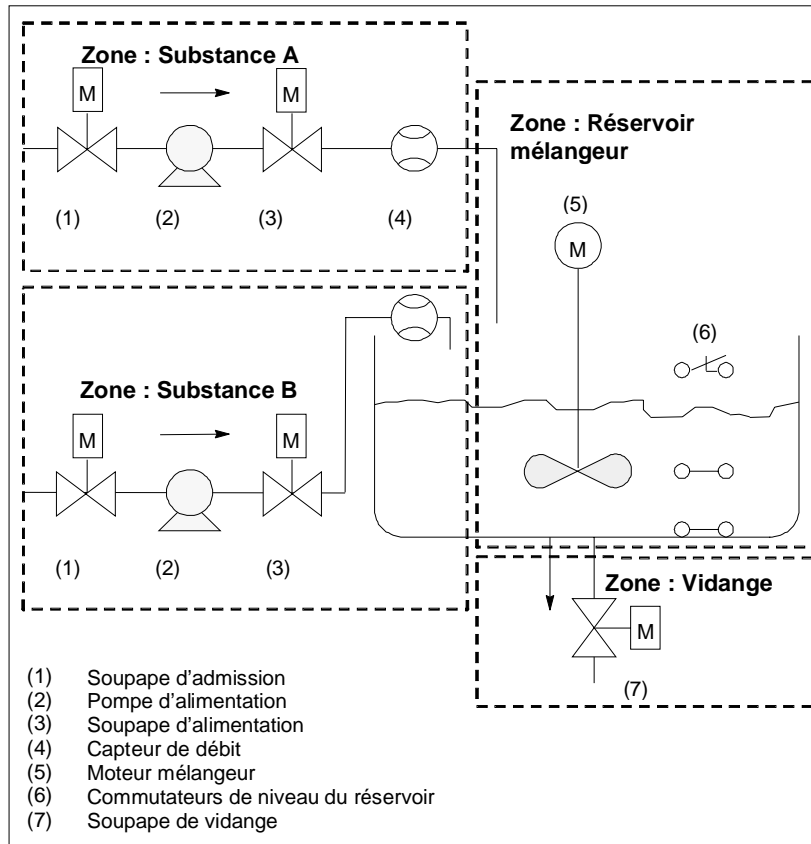 Zone : Substance A
M
M
(1) (2) (3) (4)
Zone : Réservoir
mélangeur
(5)
M
(6)
Zone : Substance B
M
M
(1) (2) (3)
Zone : Vidange
M
(7)
(1) Soupape d'admission
(2) Pompe d'alimentation
(3) Soupape d'alimentation
(4) Capteur de débit
(5) Moteur mélangeur
(6) Commutateurs de niveau du réservoir
(7) Soupape de vidange